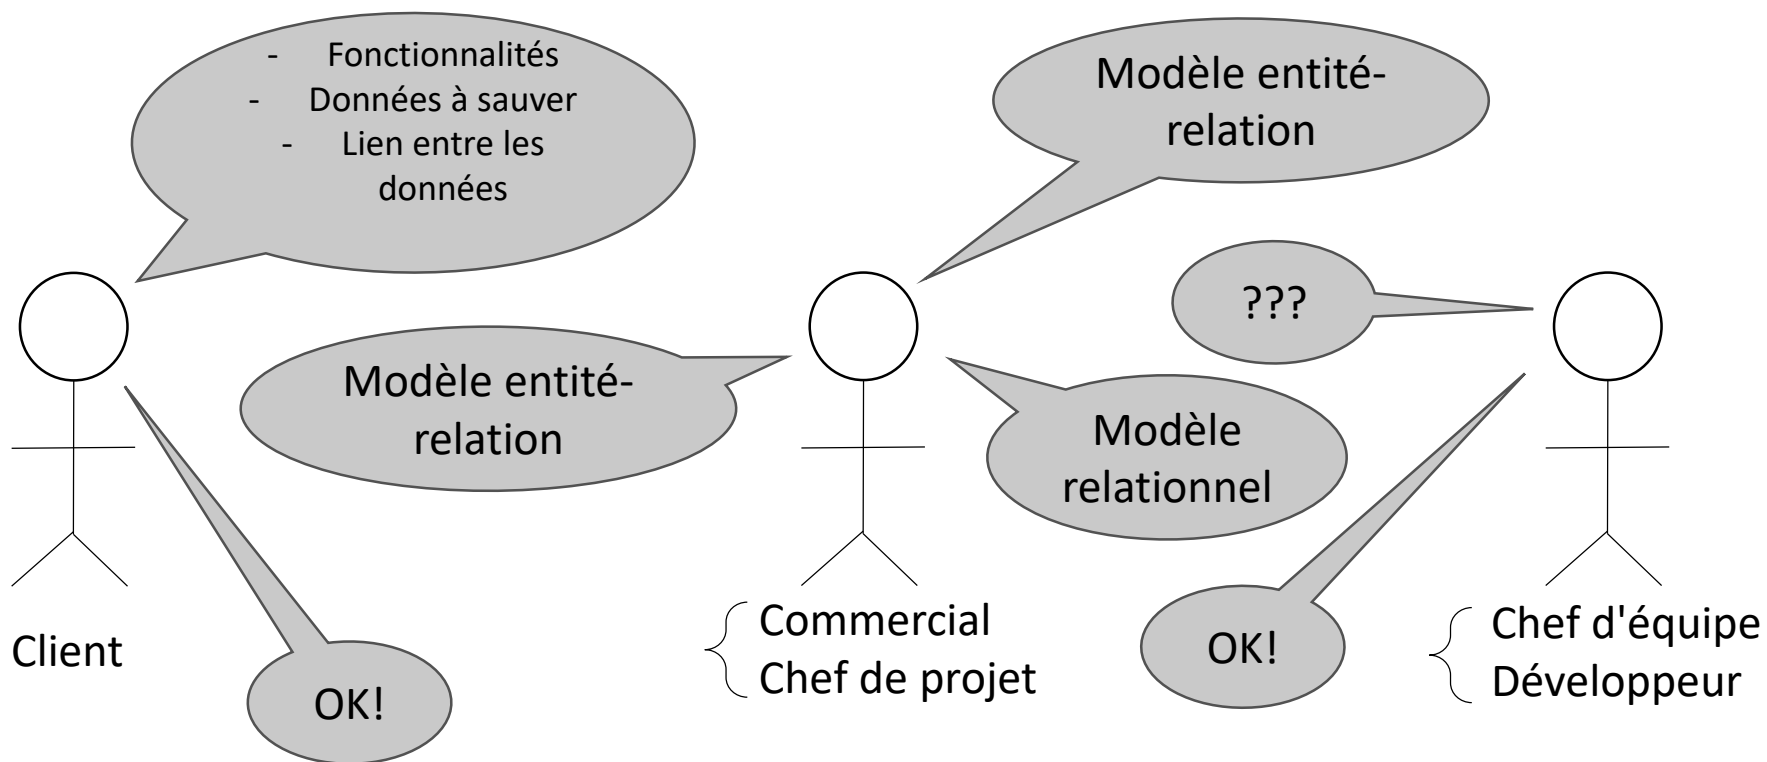 - Fonctionnalités
- Données à sauver
- Lien entre les
données
Modèle entité-
relation
???
Modèle entité-
relation
Modèle
relationnel
Client
OK!
Commercial
Chef de projet
OK!
Chef d'équipe
Développeur